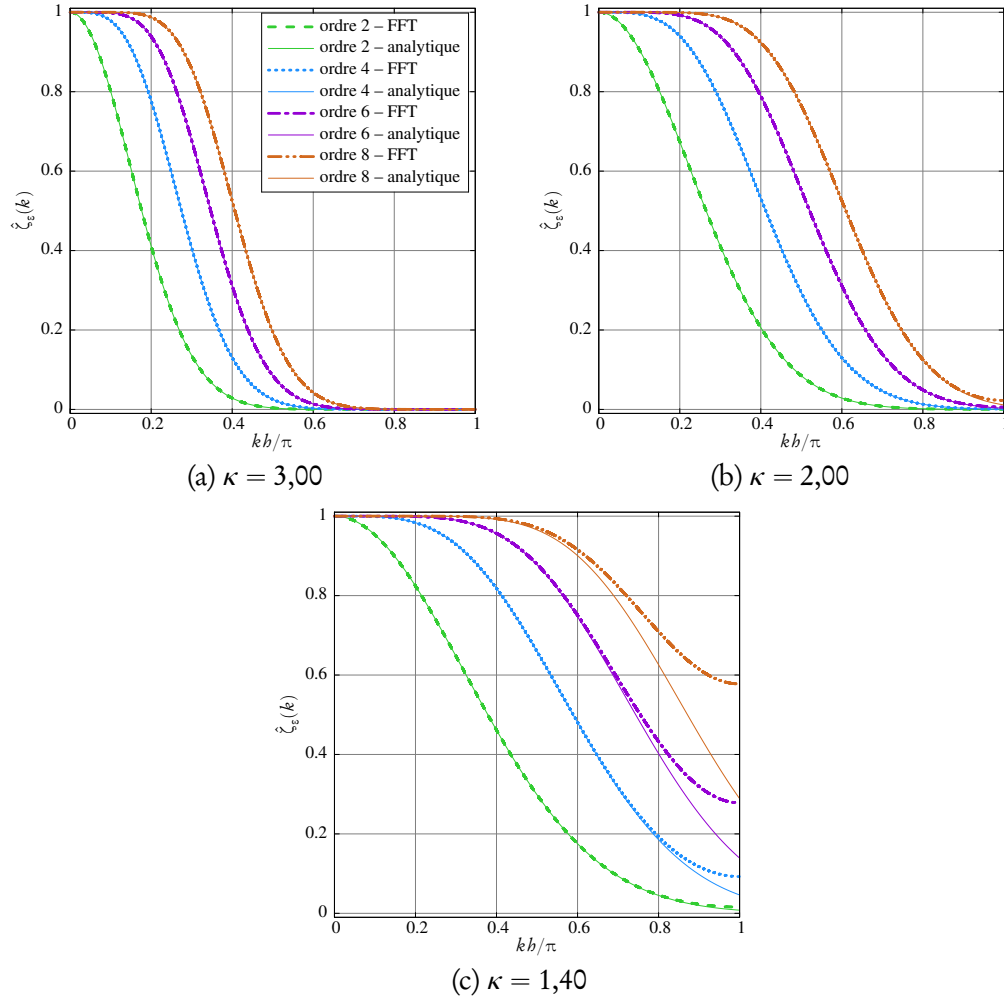 1
0.8
0.6
0.4
0.2
0
0
0.2
0.4
0.6
0.8
1
ζ̂ε(k)
kh/π
ordre 2 – FFT
ordre 2 – analytique
ordre 4 – FFT
ordre 4 – analytique
ordre 6 – FFT
ordre 6 – analytique
ordre 8 – FFT
ordre 8 – analytique
(a) κ = 3,00
1
0.8
0.6
0.4
0.2
0
0
0.2
0.4
0.6
0.8
1
ζ̂ε(k)
kh/π
(b) κ = 2,00
1
0.8
0.6
0.4
0.2
0
0
0.2
0.4
0.6
0.8
1
ζ̂ε(k)
kh/π
(c) κ = 1,40